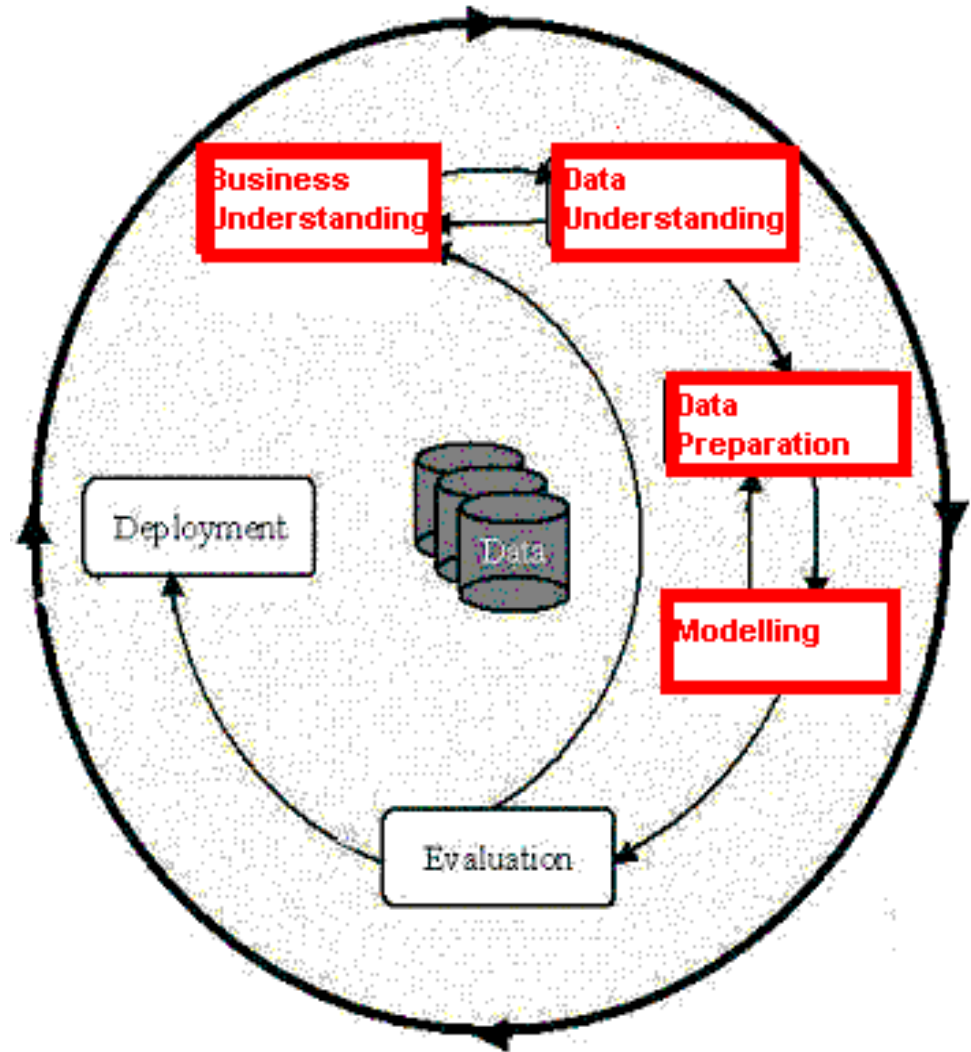 Business
Understanding
Data
Understanding
Data
Preparation
Deployment
Data
Modelling
Evaluation